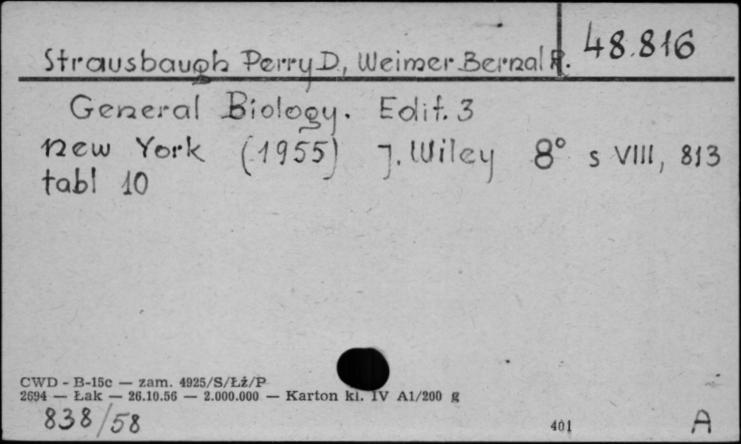 48.816
Strausbaugh Perry D, Weimer Bernal R.
General Biology. Edit. 3
New York (1955) J. Wiley 8° s VIII, 813
tabl 10
CWD - B-15c — zam. 4925/S/Łż/P
2694 — Łak — 26.10.56 — 2.000.000 — Karton kl. IV A1/200 g
838/58
401 A